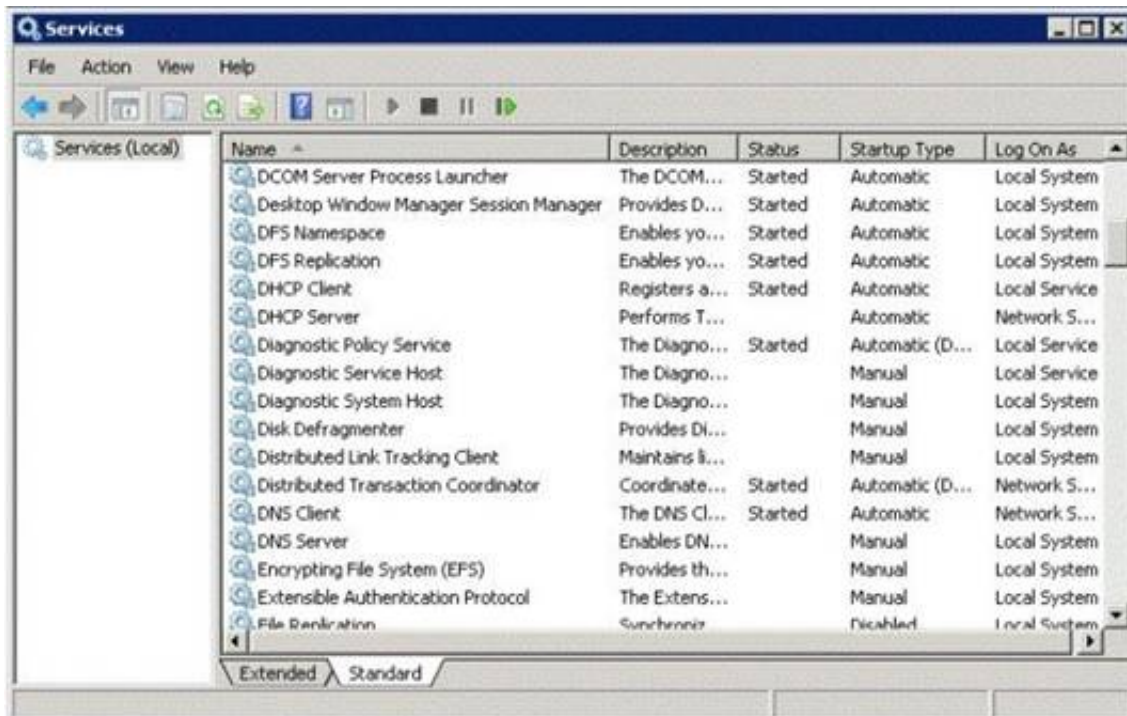 Services
File Action View Help
Services (Local)
Name Description Status Startup Type Log On As
DCOM Server Process Launcher The DCOM... Started Automatic Local System
Desktop Window Manager Session Manager Provides D... Started Automatic Local System
DFS Namespace Enables yo... Started Automatic Local System
DFS Replication Enables yo... Started Automatic Local System
DHCP Client Registers a... Started Automatic Local Service
DHCP Server Performs T... Automatic Network S...
Diagnostic Policy Service The Diagno... Started Automatic (D... Local Service
Diagnostic Service Host The Diagno... Manual Local Service
Diagnostic System Host The Diagno... Manual Local System
Disk Defragmenter Provides Di... Manual Local System
Distributed Link Tracking Client Maintains li... Manual Local System
Distributed Transaction Coordinator Coordinate... Started Automatic (D... Network S...
DNS Client The DNS Cl... Started Automatic Network S...
DNS Server Enables DN... Manual Local System
Encrypting File System (EFS) Provides th... Manual Local System
Extensible Authentication Protocol The Extens... Manual Local System
File Replication Synchroniz Disabled Local System
Extended Standard